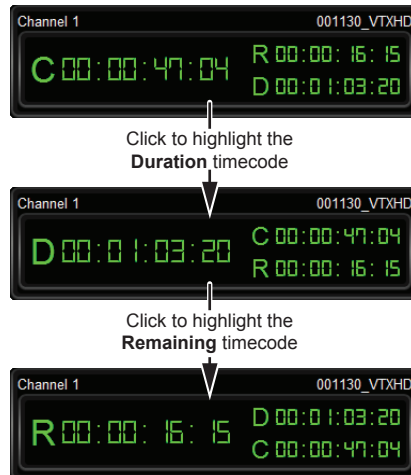 Channel 1 001130_VTXHD
C 00:00:47:04 R 00:00:16:15
D 00:01:03:20
Click to highlight the
Duration timecode
Channel 1 001130_VTXHD
D 00:01:03:20 C 00:00:47:04
R 00:00:16:15
Click to highlight the
Remaining timecode
Channel 1 001130_VTXHD
R 00:00:16:15 D 00:01:03:20
C 00:00:47:04